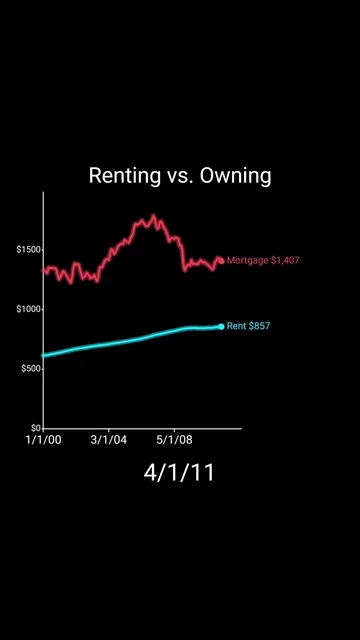 Renting vs. Owning
$1500
Mortgage $1,407
$1000
Rent $857
$500
$0
1/1/00 3/1/04 5/1/08
4/1/11